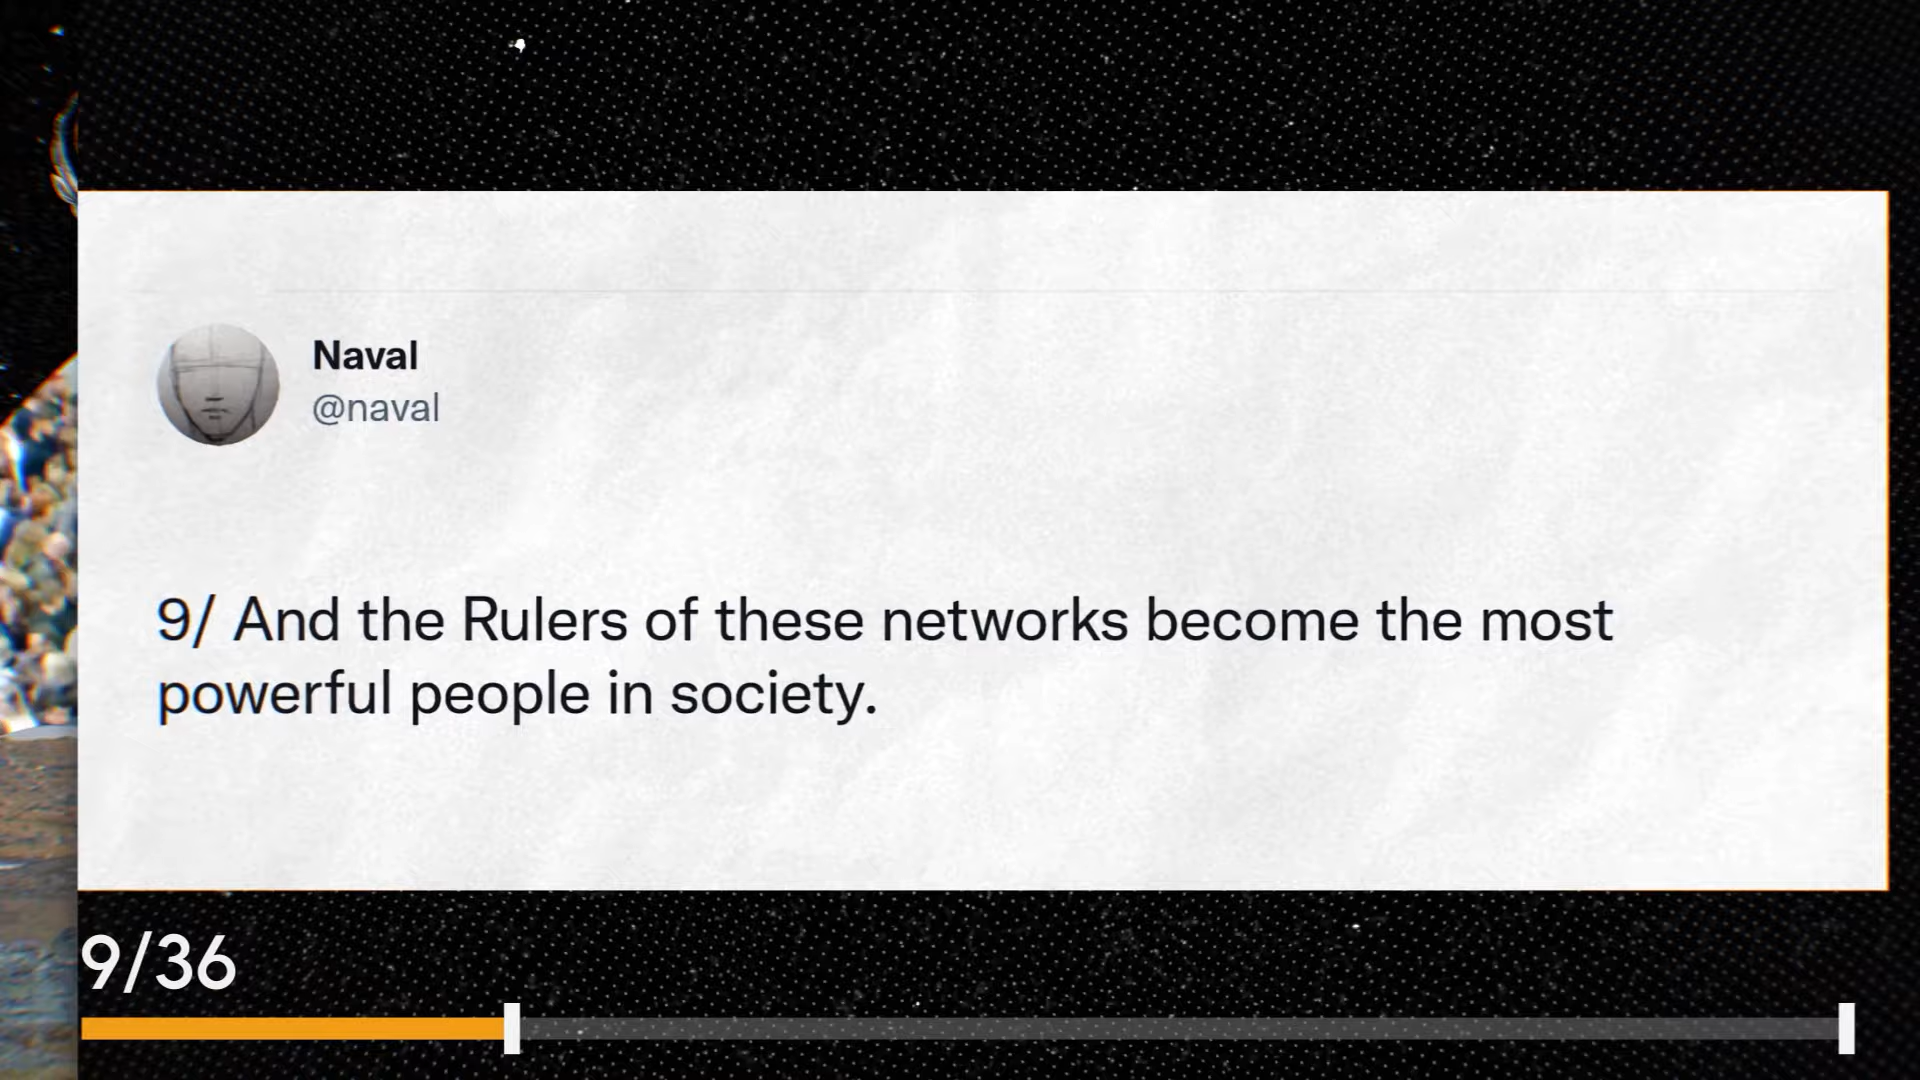 Naval
@naval
9/ And the Rulers of these networks become the most
powerful people in society.
9/36